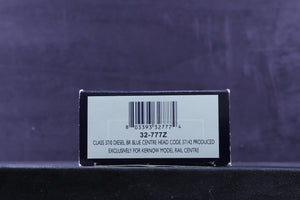 8 03393 32777 4
32-777Z
CLASS 37/0 DIESEL BR BLUE CENTRE HEAD CODE 37142 PRODUCED
EXCLUSIVELY FOR KERNOW MODEL RAIL CENTRE